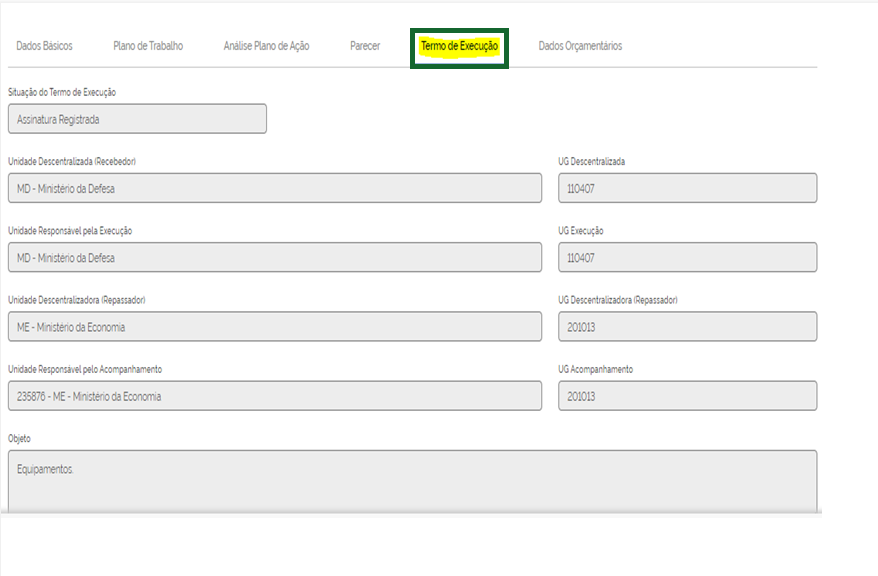 Dados Básicos Plano de Trabalho Análise Plano de Ação Parecer Termo de Execução Dados Orçamentários
Situação do Termo de Execução
Assinatura Registrada
Unidade Descentralizada (Recebedor) UG Descentralizada
MD - Ministério da Defesa 110407
Unidade Responsável pela Execução UG Execução
MD - Ministério da Defesa 110407
Unidade Descentralizadora (Repassador) UG Descentralizadora (Repassador)
ME - Ministério da Economia 201013
Unidade Responsável pelo Acompanhamento UG Acompanhamento
235876 - ME - Ministério da Economia 201013
Objeto
Equipamentos.